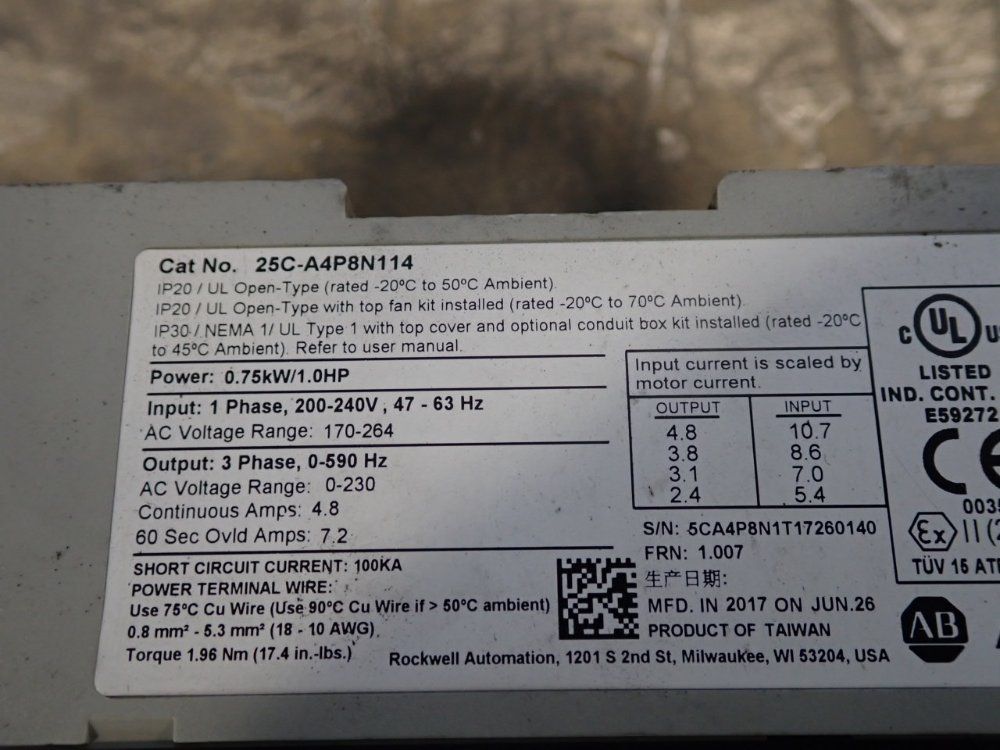 Cat No. 25C-A4P8N114
IP20 / UL Open-Type (rated -20°C to 50°C Ambient).
IP20 / UL Open-Type with top fan kit installed (rated -20°C to 70°C Ambient).
IP30 / NEMA 1/ UL Type 1 with top cover and optional conduit box kit installed (rated -20°C
to 45°C Ambient). Refer to user manual.
Power: 0.75kW/1.0HP
Input: 1 Phase, 200-240V , 47 - 63 Hz
AC Voltage Range: 170-264
Output: 3 Phase, 0-590 Hz
AC Voltage Range: 0-230
Continuous Amps: 4.8
60 Sec Ovld Amps: 7.2
SHORT CIRCUIT CURRENT: 100KA
POWER TERMINAL WIRE:
Use 75°C Cu Wire (Use 90°C Cu Wire if > 50°C ambient)
0.8 mm² - 5.3 mm² (18 - 10 AWG)
Torque 1.96 Nm (17.4 in.-lbs.)
Input current is scaled by
motor current.
OUTPUT INPUT
4.8 10.7
3.8 8.6
3.1 7.0
2.4 5.4
S/N: 5CA4P8N1T17260140
FRN: 1.007
生产日期:
MFD. IN 2017 ON JUN.26
PRODUCT OF TAIWAN
Rockwell Automation, 1201 S 2nd St, Milwaukee, WI 53204, USA
C UL
LISTED
IND. CONT.
E59272
CE
Ex II
TÜV 15
AB